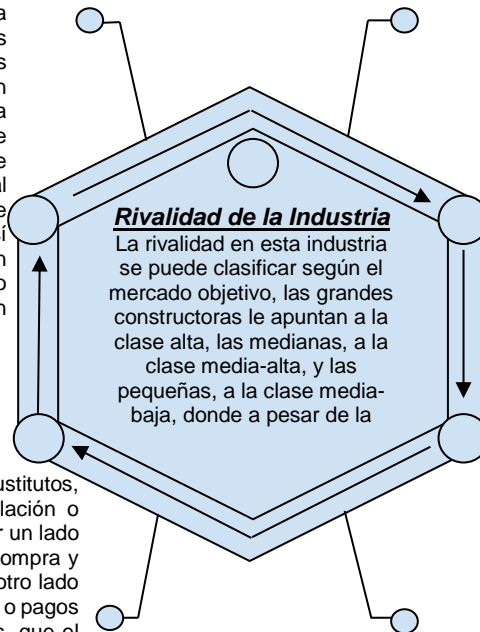 a
s
s
n
a
e
e
al
e
sí
n
o
n
Rivalidad de la Industria
La rivalidad en esta industria
se puede clasificar según el
mercado objetivo, las grandes
constructoras le apuntan a la
clase alta, las medianas, a la
clase media-alta, y las
pequeñas, a la clase media-
baja, donde a pesar de la
ustitutos,
lación o
r un lado
ompra y
otro lado
o pagos
que el